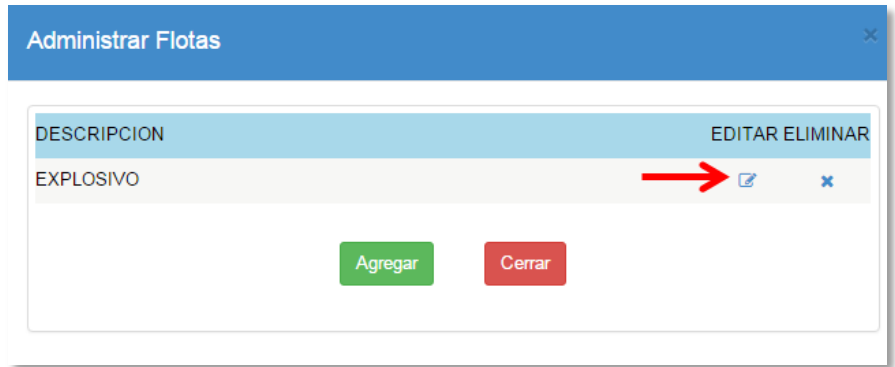 Administrar Flotas
DESCRIPCION EDITAR ELIMINAR
EXPLOSIVO
Agregar Cerrar